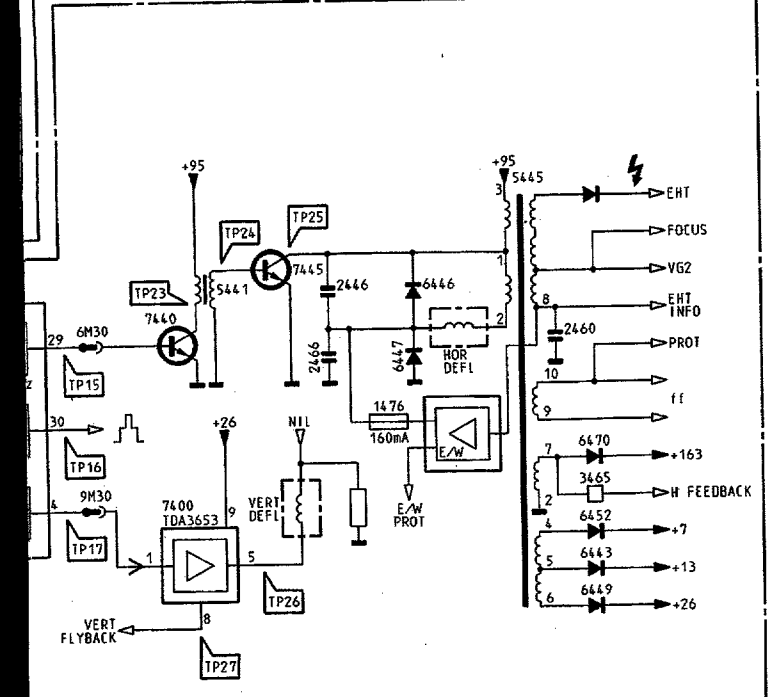 +95
+95
3
5445
EHT
TP24
TP25
FOCUS
7445
1
VG2
TP23
5441
2446
6446
8
EHT
INFO
7440
2
2460
29
6M30
2466
6447
HOR
DEFL
PROT
TP15
10
ff
z
1476
160mA
9
30
+26
NIL
E/W
TP16
7
6470
+163
3465
H FEEDBACK
E/W
PROT
2
9M30
7400
TDA3653
9
VERT
DEFL
4
6452
+7
4
TP17
1
5
5
6443
+13
TP26
6
6449
+26
8
VERT
FLYBACK
TP27